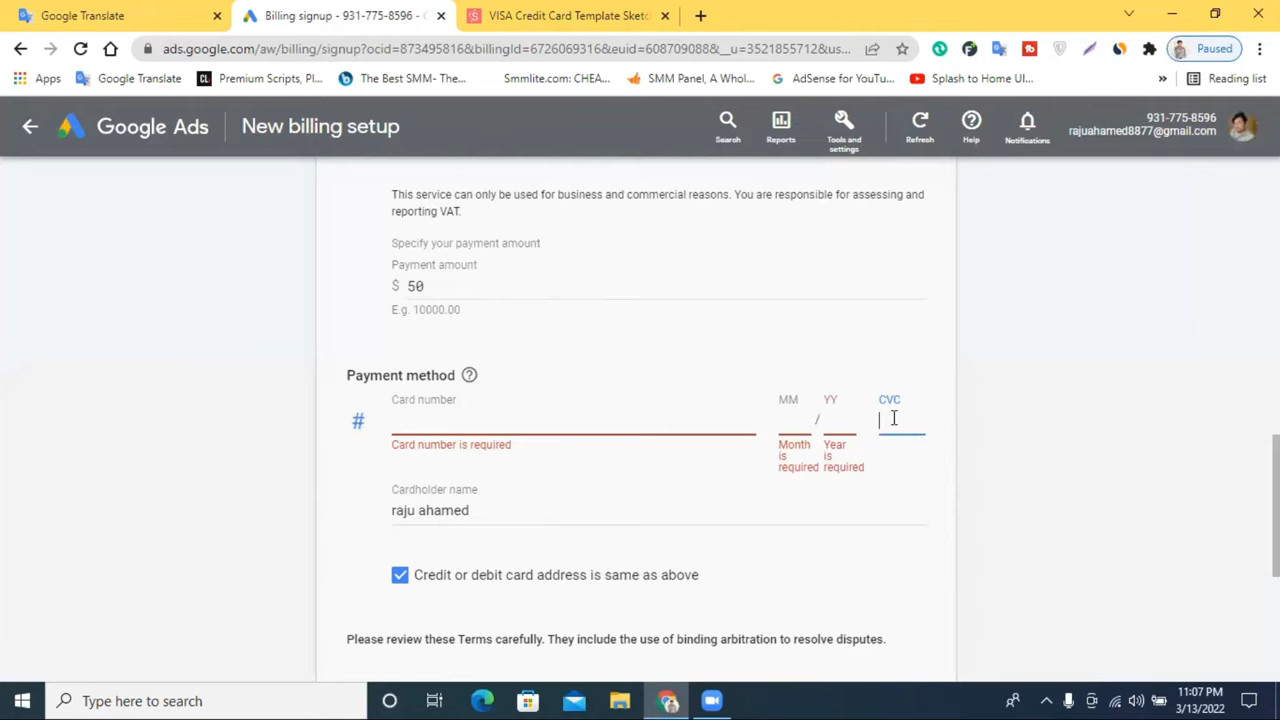 Google Translate
Billing signup - 931-775-8596 -
VISA Credit Card Template Sketc
ads.google.com/aw/billing/signup?ocid=873495816&billingId=6726069316&euid=608709088&__u=3521855712&us...
Paused
Apps
Google Translate
Premium Scripts, Pl...
The Best SMM- The...
Smmlite.com: CHEA...
SMM Panel, A Whol...
AdSense for YouTu...
Splash to Home UI...
»
Reading list
Google Ads
New billing setup
Search
Reports
Tools and settings
Refresh
Help
Notifications
931-775-8596
rajuahamed8877@gmail.com
This service can only be used for business and commercial reasons. You are responsible for assessing and
reporting VAT.
Specify your payment amount
Payment amount
$ 50
E.g. 10000.00
Payment method ?
Card number
MM
YY
CVC
#
/
Card number is required
Month is required
Year is required
Cardholder name
raju ahamed
Credit or debit card address is same as above
Please review these Terms carefully. They include the use of binding arbitration to resolve disputes.
Type here to search
11:07 PM
3/13/2022